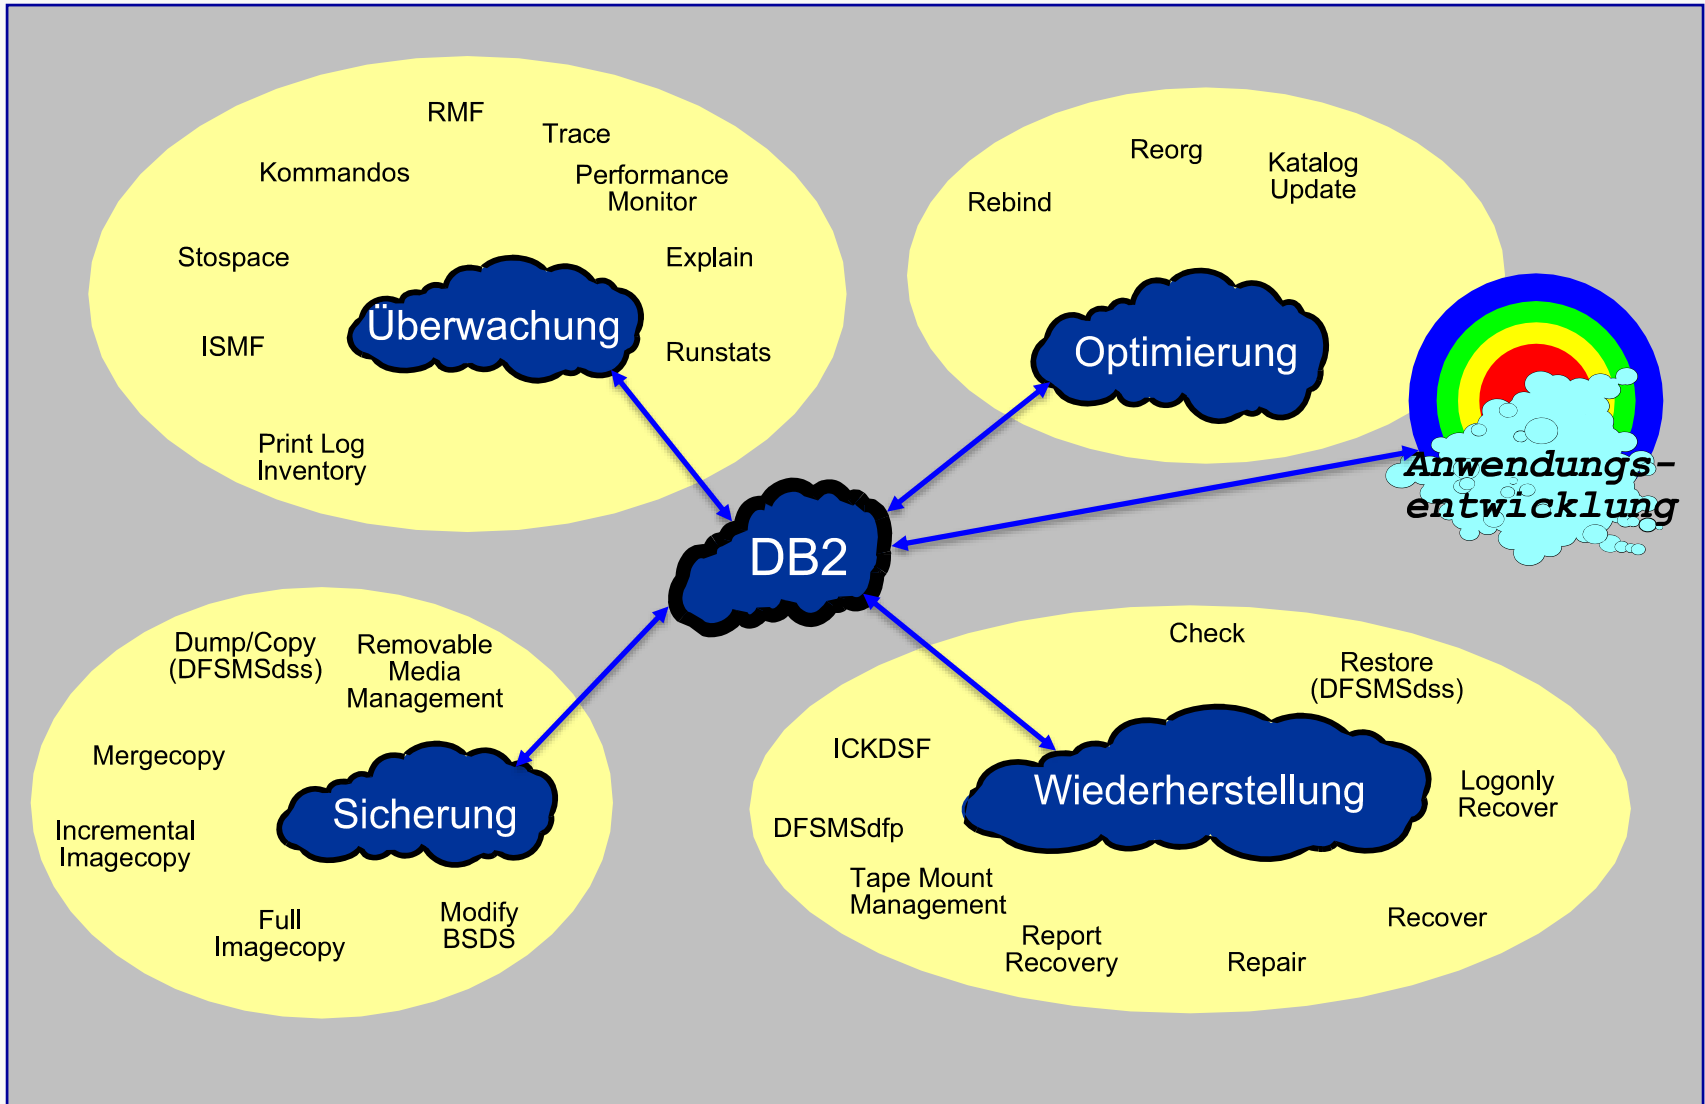 RMF
Trace
Kommandos
Performance
Monitor
Stospace
Explain
Überwachung
ISMF
Runstats
Print Log
Inventory
Reorg
Katalog
Update
Rebind
Optimierung
Anwendungs-
entwicklung
DB2
Dump/Copy
(DFSMSdss)
Removable
Media
Management
Mergecopy
Sicherung
Incremental
Imagecopy
Full
Imagecopy
Modify
BSDS
Check
Restore
(DFSMSdss)
ICKDSF
Wiederherstellung
Logonly
Recover
DFSMSdfp
Tape Mount
Management
Report
Recovery
Repair
Recover